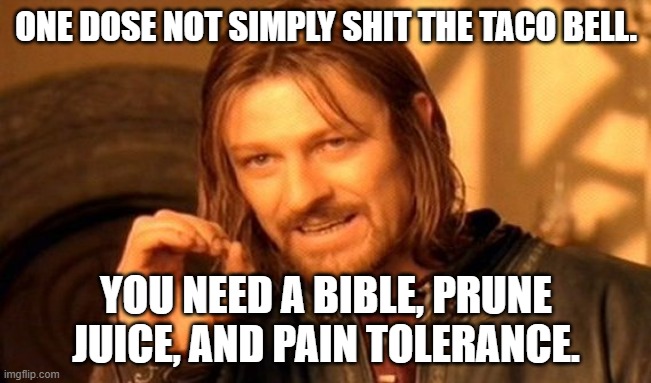 ONE DOSE NOT SIMPLY SHIT THE TACO BELL.
YOU NEED A BIBLE, PRUNE
JUICE, AND PAIN TOLERANCE.
imgflip.com